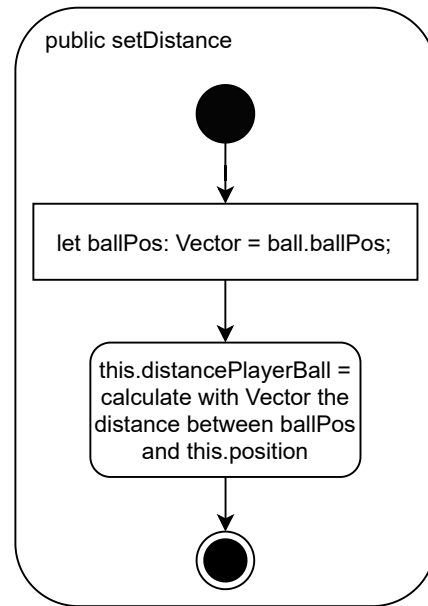 public setDistance
let ballPos: Vector = ball.ballPos;
this.distancePlayerBall =
calculate with Vector the
distance between ballPos
and this.position